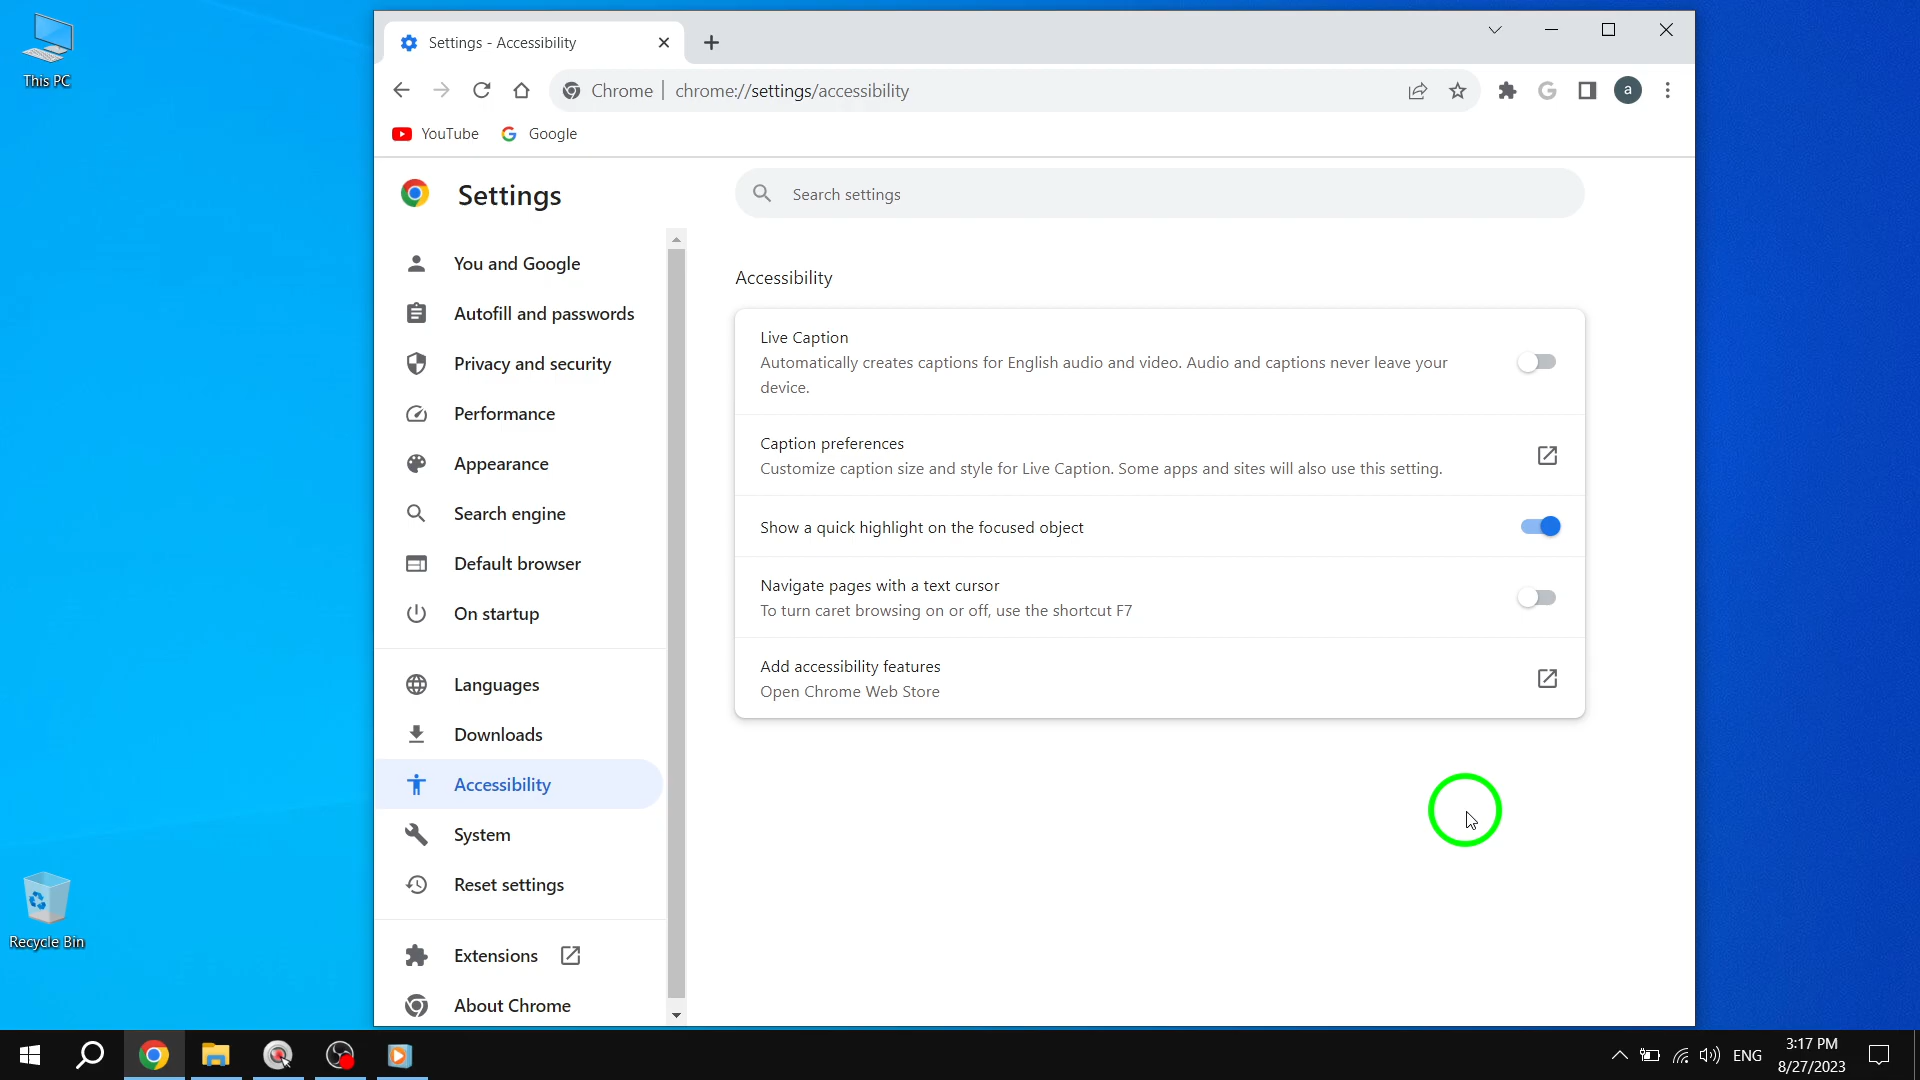 This PC
Recycle Bin
Settings - Accessibility
Chrome
chrome://settings/accessibility
a
YouTube
Google
Settings
Search settings
You and Google
Autofill and passwords
Privacy and security
Performance
Appearance
Search engine
Default browser
On startup
Languages
Downloads
Accessibility
System
Reset settings
Extensions
About Chrome
Accessibility
Live Caption
Automatically creates captions for English audio and video. Audio and captions never leave your
device.
Caption preferences
Customize caption size and style for Live Caption. Some apps and sites will also use this setting.
Show a quick highlight on the focused object
Navigate pages with a text cursor
To turn caret browsing on or off, use the shortcut F7
Add accessibility features
Open Chrome Web Store
ENG
3:17 PM
8/27/2023